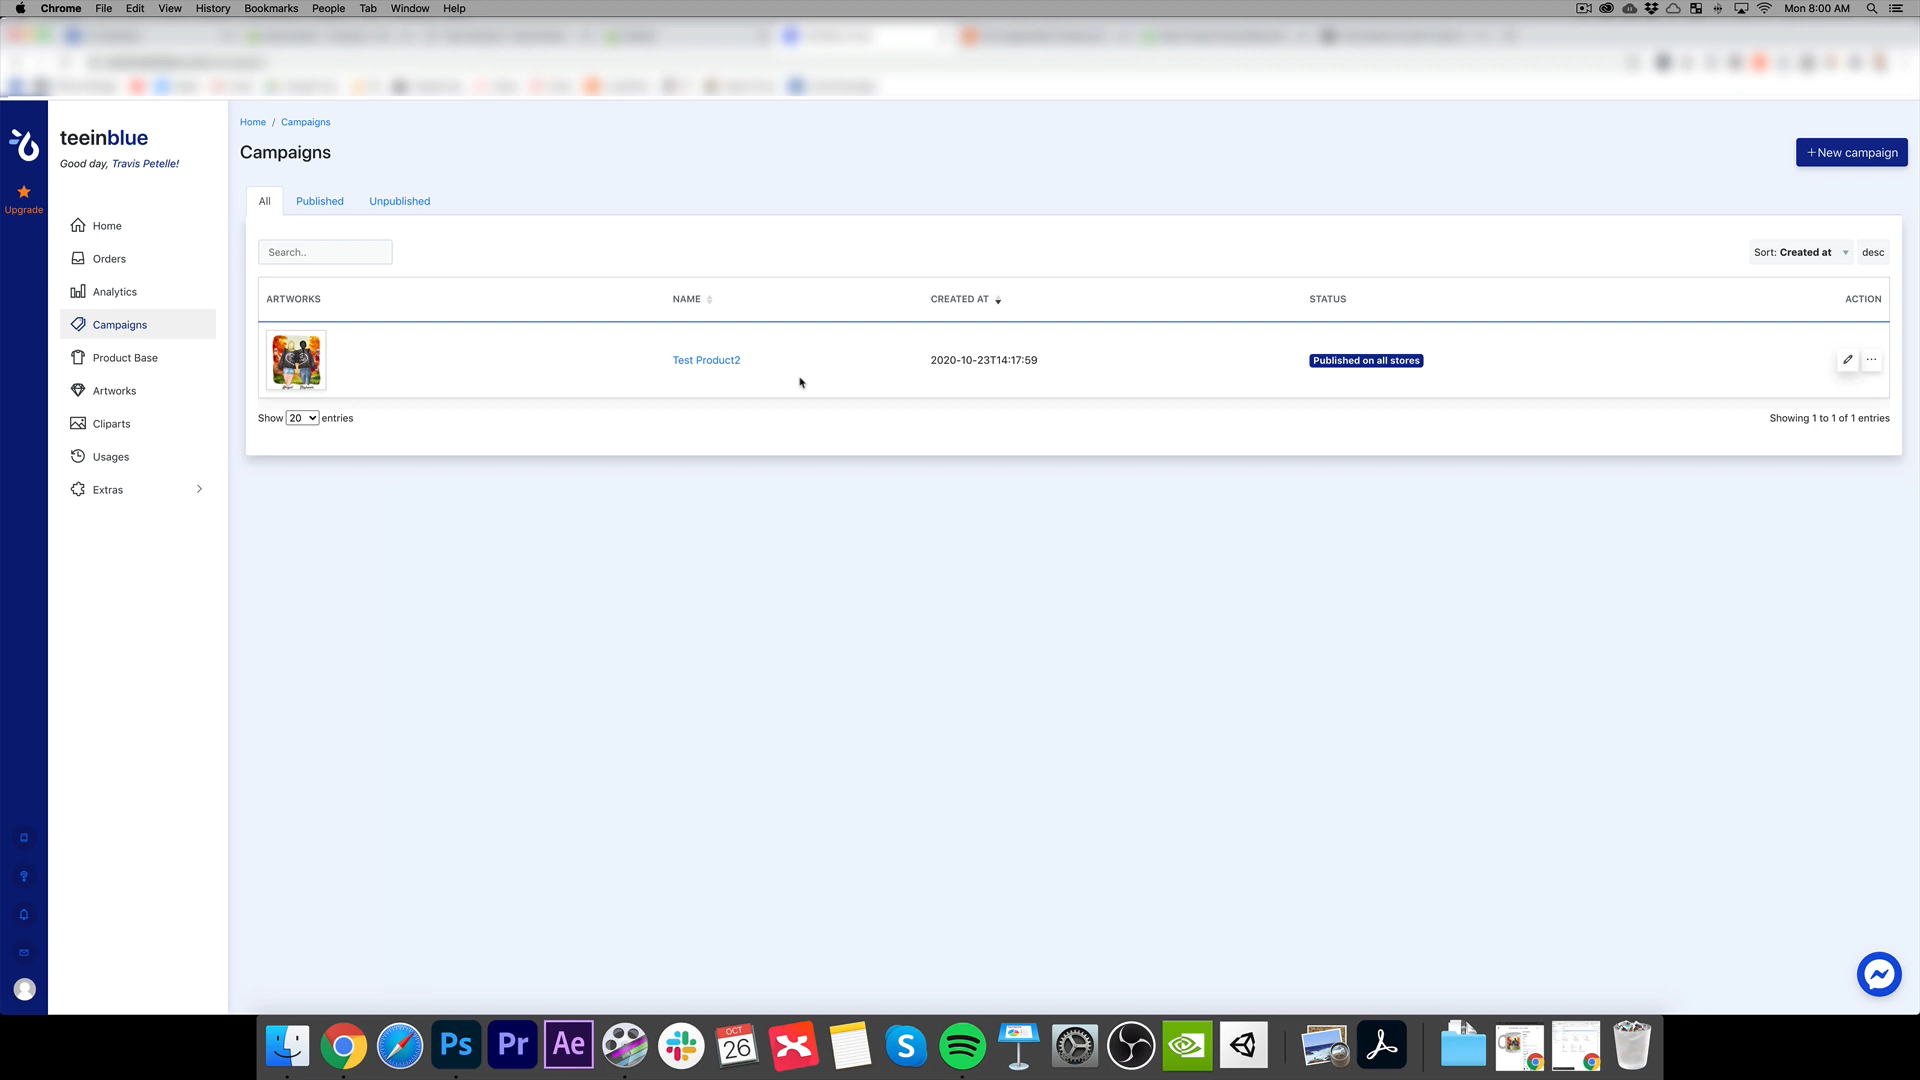 Chrome File Edit View History Bookmarks People Tab Window Help Mon 8:00 AM
teeinblue
Good day, Travis Petelle!
Upgrade
Home
Orders
Analytics
Campaigns
Product Base
Artworks
Cliparts
Usages
Extras
Home / Campaigns
Campaigns
+New campaign
All Published Unpublished
Search..
Sort: Created at desc
ARTWORKS NAME CREATED AT STATUS ACTION
Test Product2 2020-10-23T14:17:59 Published on all stores
Show 20 entries
Showing 1 to 1 of 1 entries
Ps Pr Ae OCT 26 S